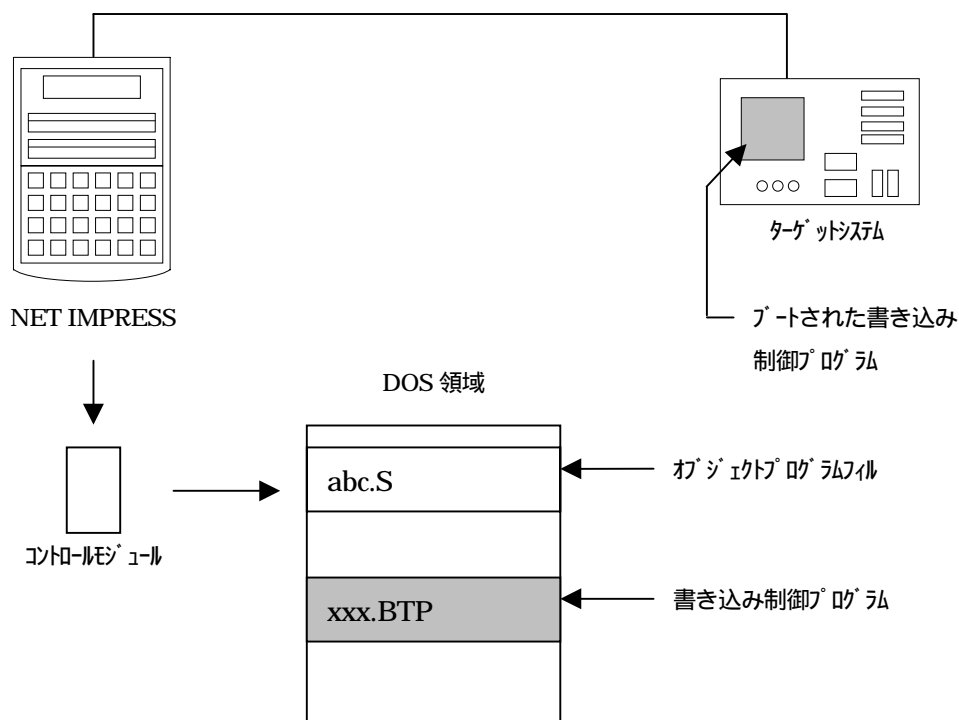 ﾀｰｹﾞｯﾄｼｽﾃﾑ
NET IMPRESS
ﾌﾞｰﾄされた書き込み
制御ﾌﾟﾛｸﾞﾗﾑ
DOS 領域
abc.S
ｵﾌﾞｼﾞｪｸﾄﾌﾟﾛｸﾞﾗﾑﾌｨﾙ
ｺﾝﾄﾛｰﾙﾓｼﾞｭｰﾙ
xxx.BTP
書き込み制御ﾌﾟﾛｸﾞﾗﾑ